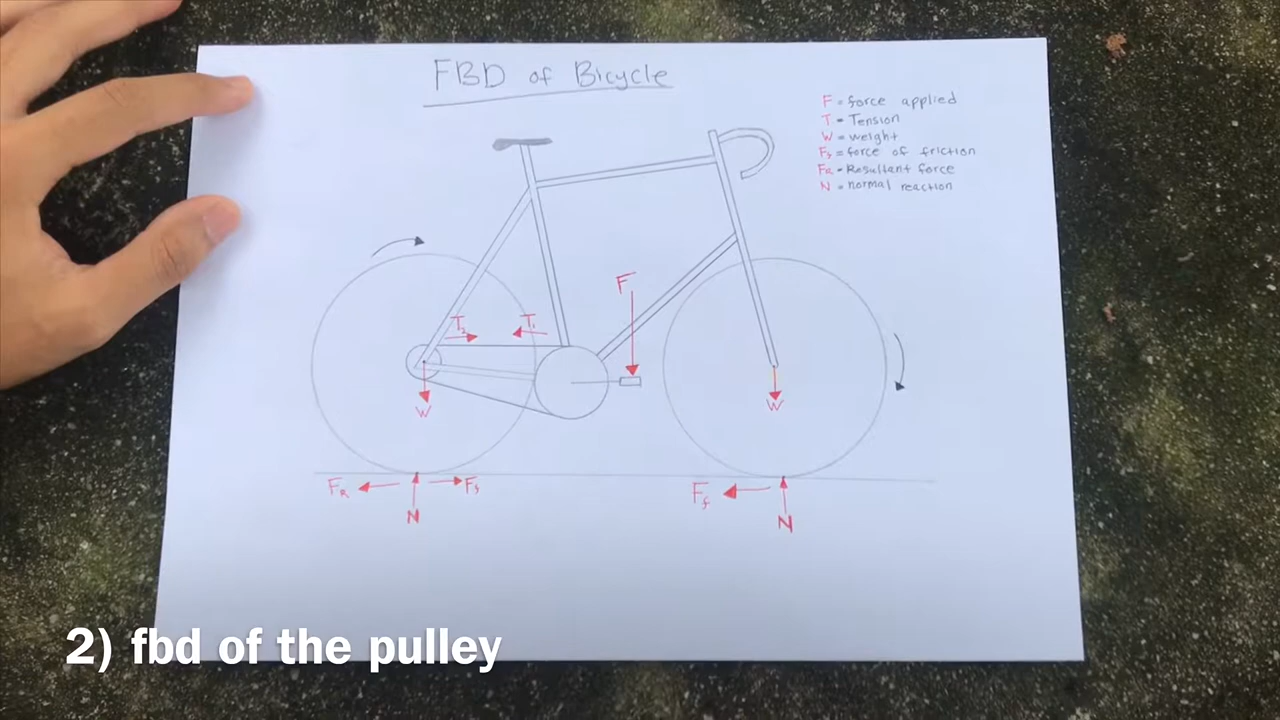 FBD of Bicycle
F = force applied
T = Tension
W = weight
Fs = force of friction
FR = Resultant force
N = normal reaction
F
T2 T1
W W
FR Fs Ff
N N
2) fbd of the pulley